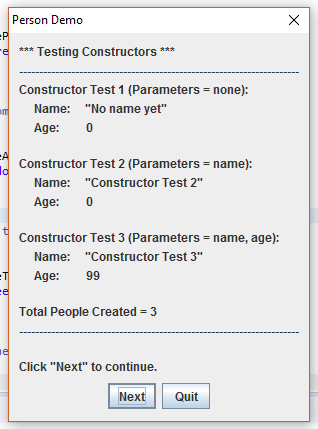 Person Demo
*** Testing Constructors ***
--------------------------------------------------------------------
Constructor Test 1 (Parameters = none):
Name: "No name yet"
Age: 0
Constructor Test 2 (Parameters = name):
Name: "Constructor Test 2"
Age: 0
Constructor Test 3 (Parameters = name, age):
Name: "Constructor Test 3"
Age: 99
Total People Created = 3
--------------------------------------------------------------------
Click "Next" to continue.
Next Quit